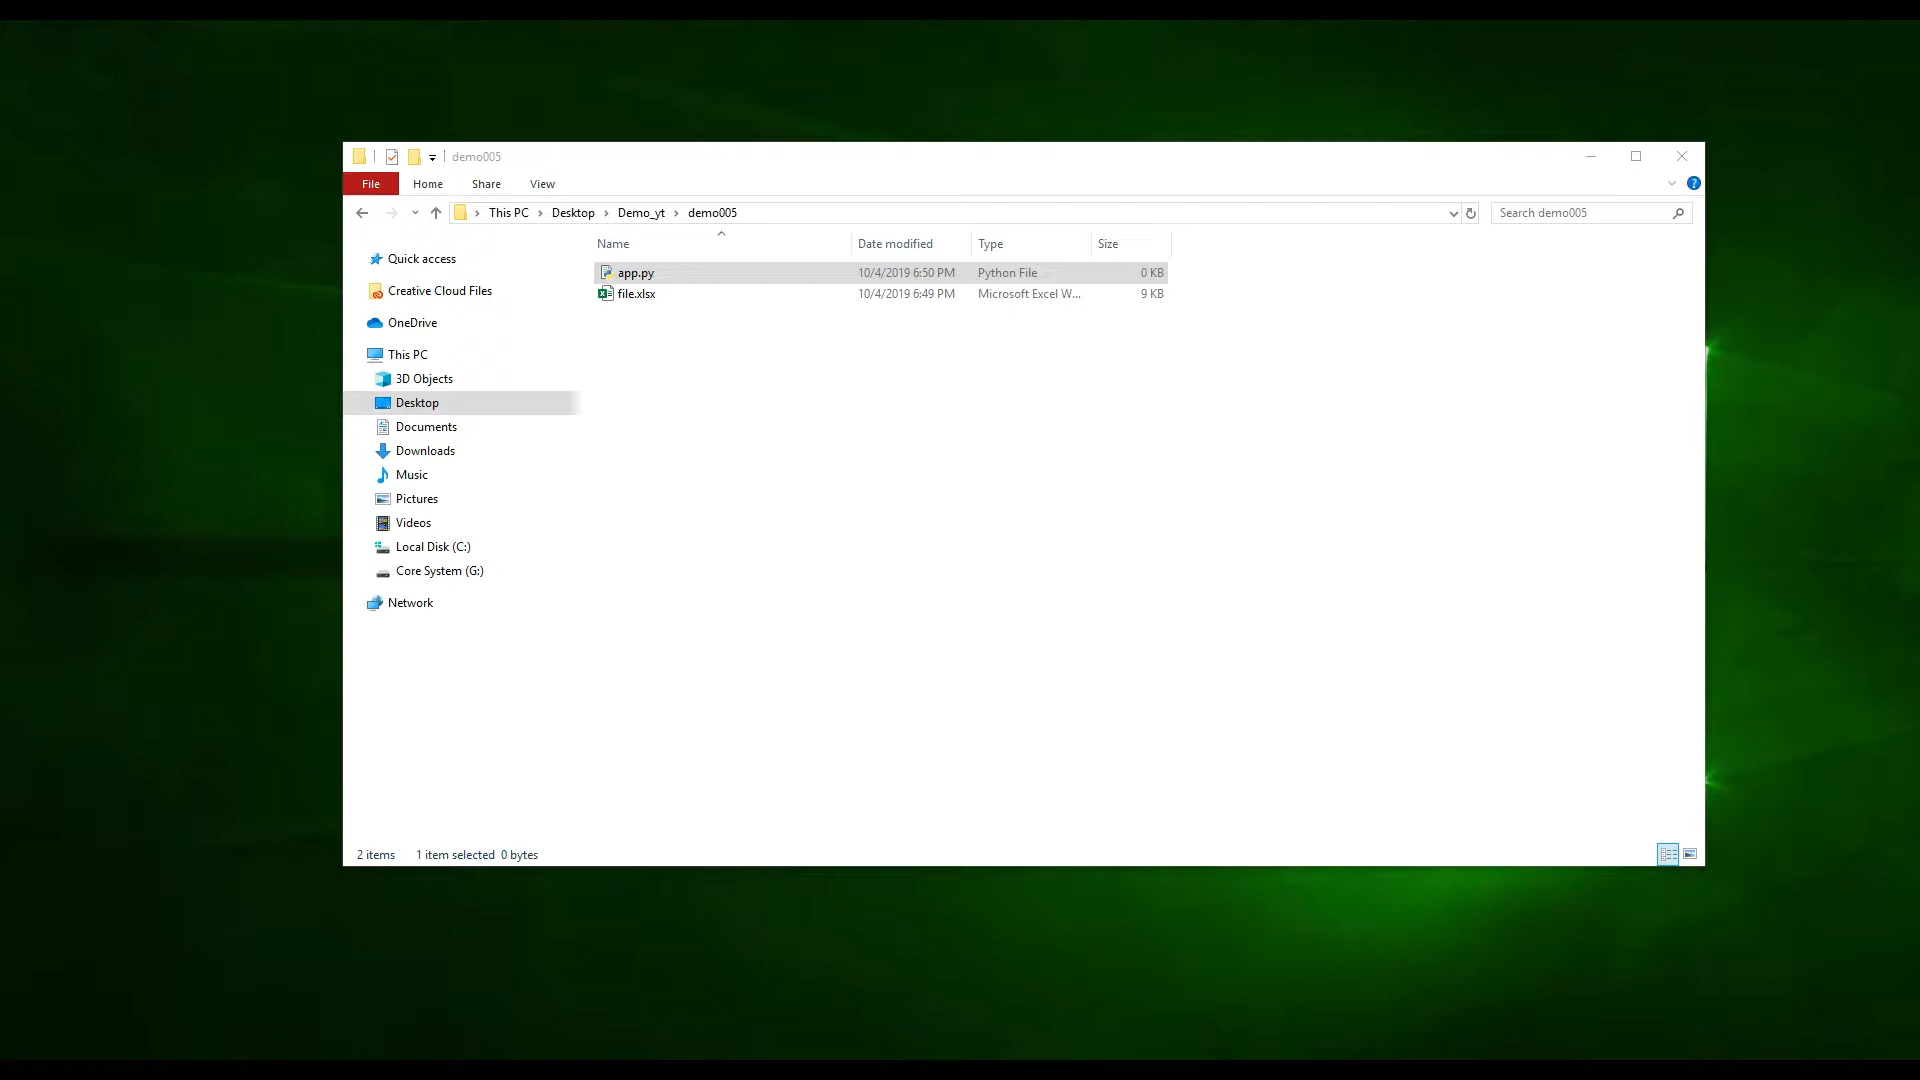 demo005
File Home Share View
This PC Desktop Demo_yt demo005 Search demo005
Name Date modified Type Size
app.py 10/4/2019 6:50 PM Python File 0 KB
file.xlsx 10/4/2019 6:49 PM Microsoft Excel W... 9 KB
Quick access
Creative Cloud Files
OneDrive
This PC
3D Objects
Desktop
Documents
Downloads
Music
Pictures
Videos
Local Disk (C:)
Core System (G:)
Network
2 items 1 item selected 0 bytes